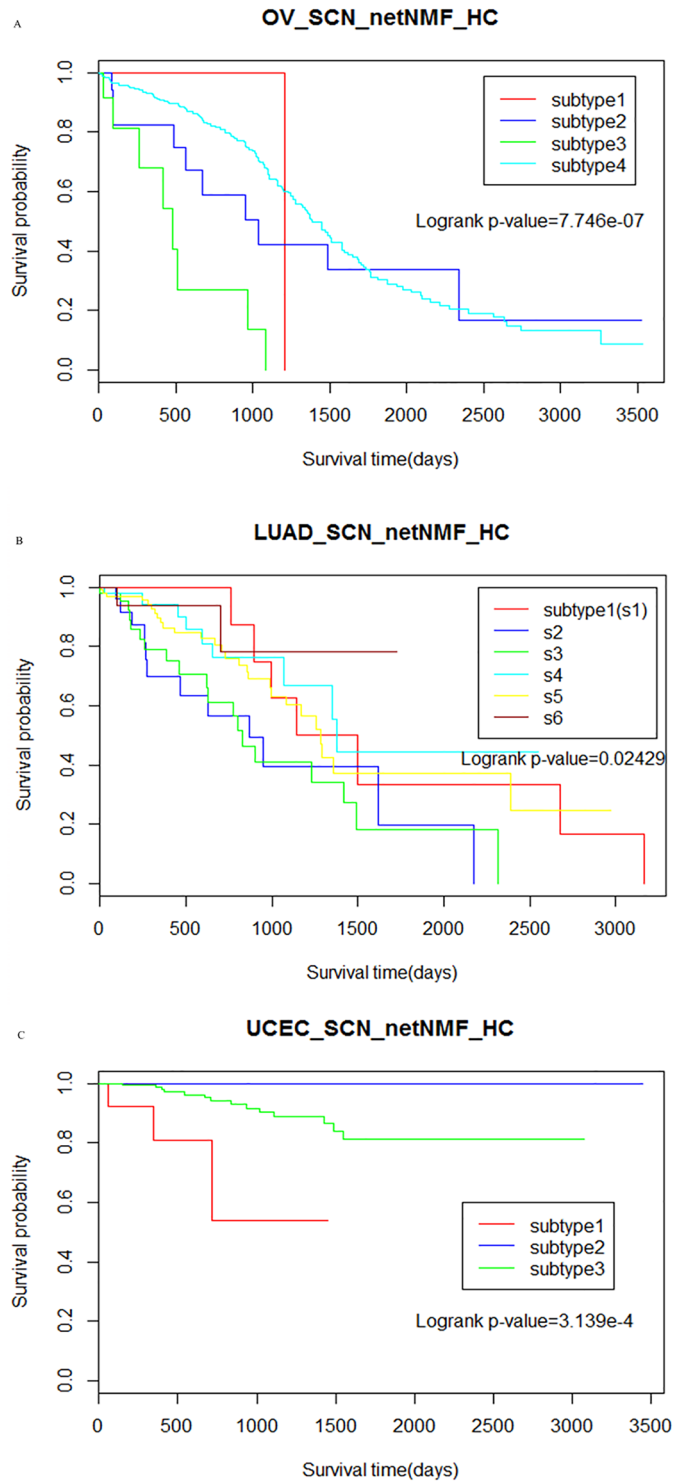 A
OV_SCN_netNMF_HC
Survival probability
1.0
0.8
0.6
0.4
0.2
0.0
subtype1
subtype2
subtype3
subtype4
Logrank p-value=7.746e-07
0 500 1000 1500 2000 2500 3000 3500
Survival time(days)
B
LUAD_SCN_netNMF_HC
Survival probability
1.0
0.8
0.6
0.4
0.2
0.0
subtype1(s1)
s2
s3
s4
s5
s6
Logrank p-value=0.02429
0 500 1000 1500 2000 2500 3000
Survival time(days)
C
UCEC_SCN_netNMF_HC
Survival probability
1.0
0.8
0.6
0.4
0.2
0.0
subtype1
subtype2
subtype3
Logrank p-value=3.139e-4
0 500 1000 1500 2000 2500 3000 3500
Survival time(days)